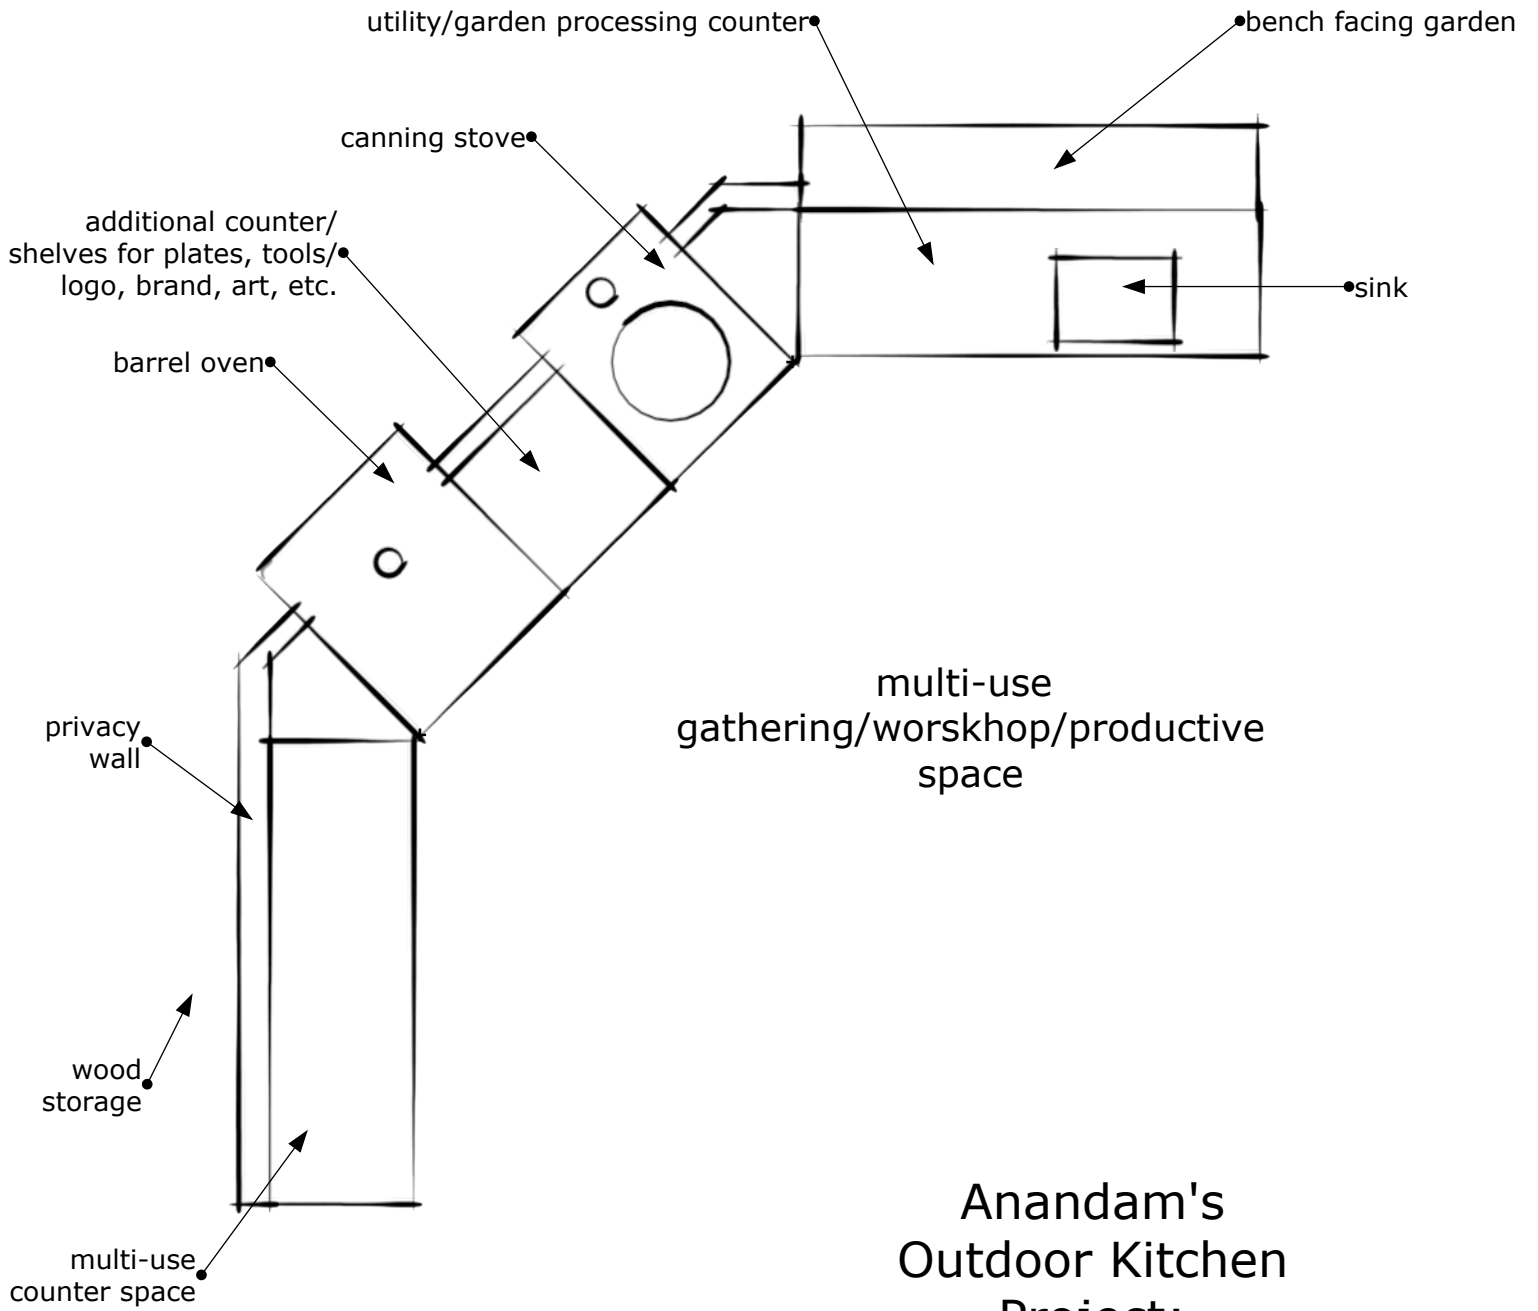 utility/garden processing counter
bench facing garden
canning stove
additional counter/
shelves for plates, tools/
logo, brand, art, etc.
sink
barrel oven
multi-use
gathering/worskhop/productive
space
privacy
wall
wood
storage
multi-use
counter space
Anandam's
Outdoor Kitchen
Project: